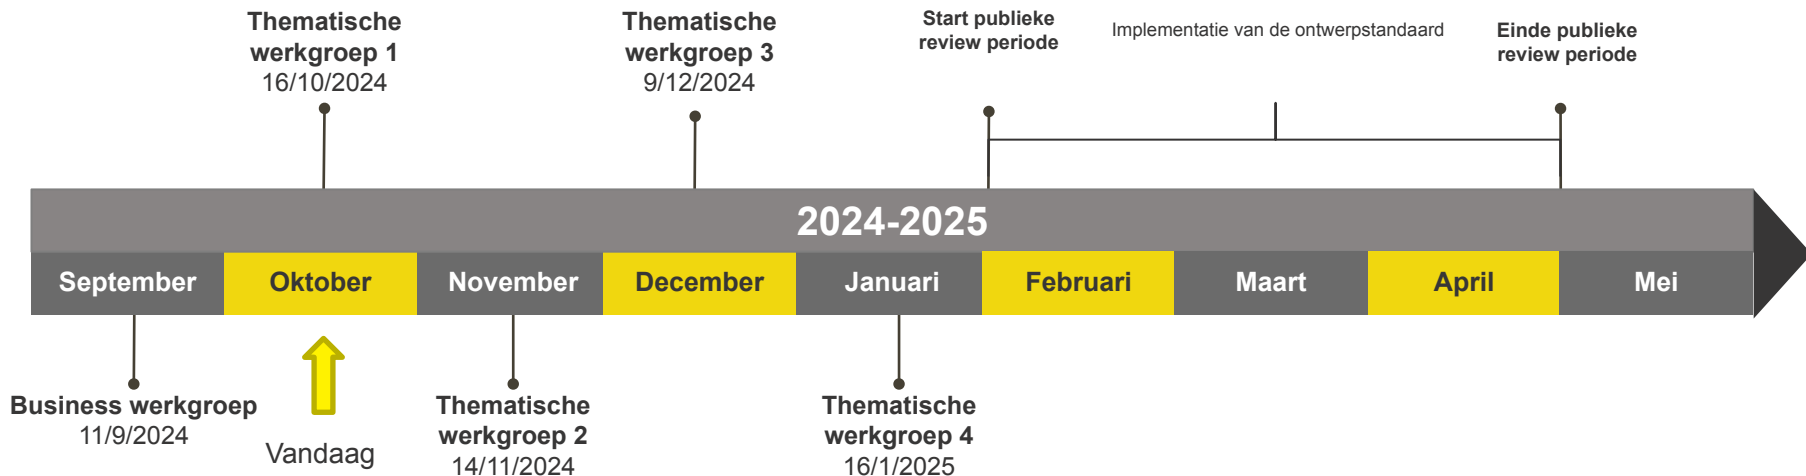 Thematische
werkgroep 1
16/10/2024
Thematische
werkgroep 3
9/12/2024
Start publieke
review periode
Implementatie van de ontwerpstandaard
Einde publieke
review periode
2024-2025
September
Oktober
November
December
Januari
Februari
Maart
April
Mei
Business werkgroep
11/9/2024
Vandaag
Thematische
werkgroep 2
14/11/2024
Thematische
werkgroep 4
16/1/2025